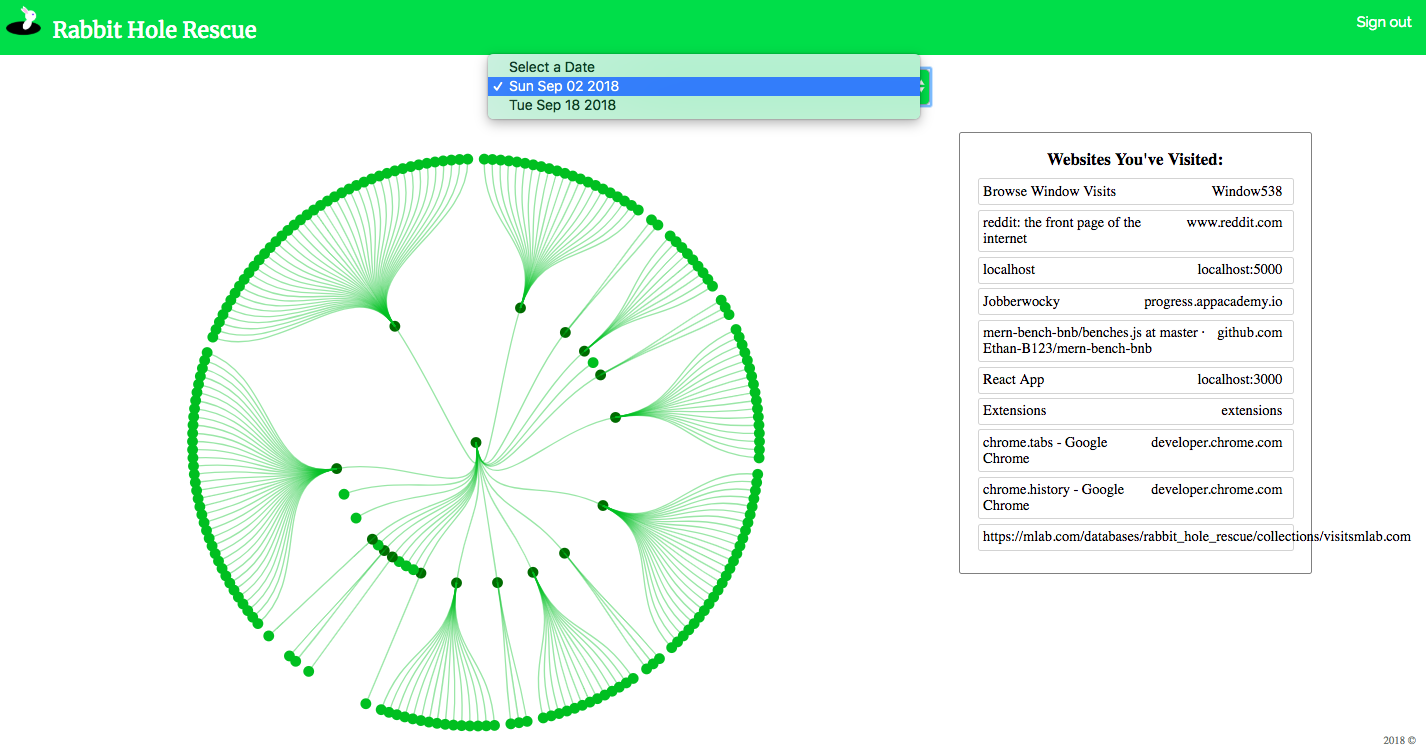 Rabbit Hole Rescue
Sign out
Select a Date
✓ Sun Sep 02 2018
Tue Sep 18 2018
Websites You've Visited:
Browse Window Visits Window538
reddit: the front page of the www.reddit.com
internet
localhost localhost:5000
Jobberwocky progress.appacademy.io
mern-bench-bnb/benches.js at master · github.com
Ethan-B123/mern-bench-bnb
React App localhost:3000
Extensions extensions
chrome.tabs - Google developer.chrome.com
Chrome
chrome.history - Google developer.chrome.com
Chrome
https://mlab.com/databases/rabbit_hole_rescue/collections/visitsmlab.com
2018 ©